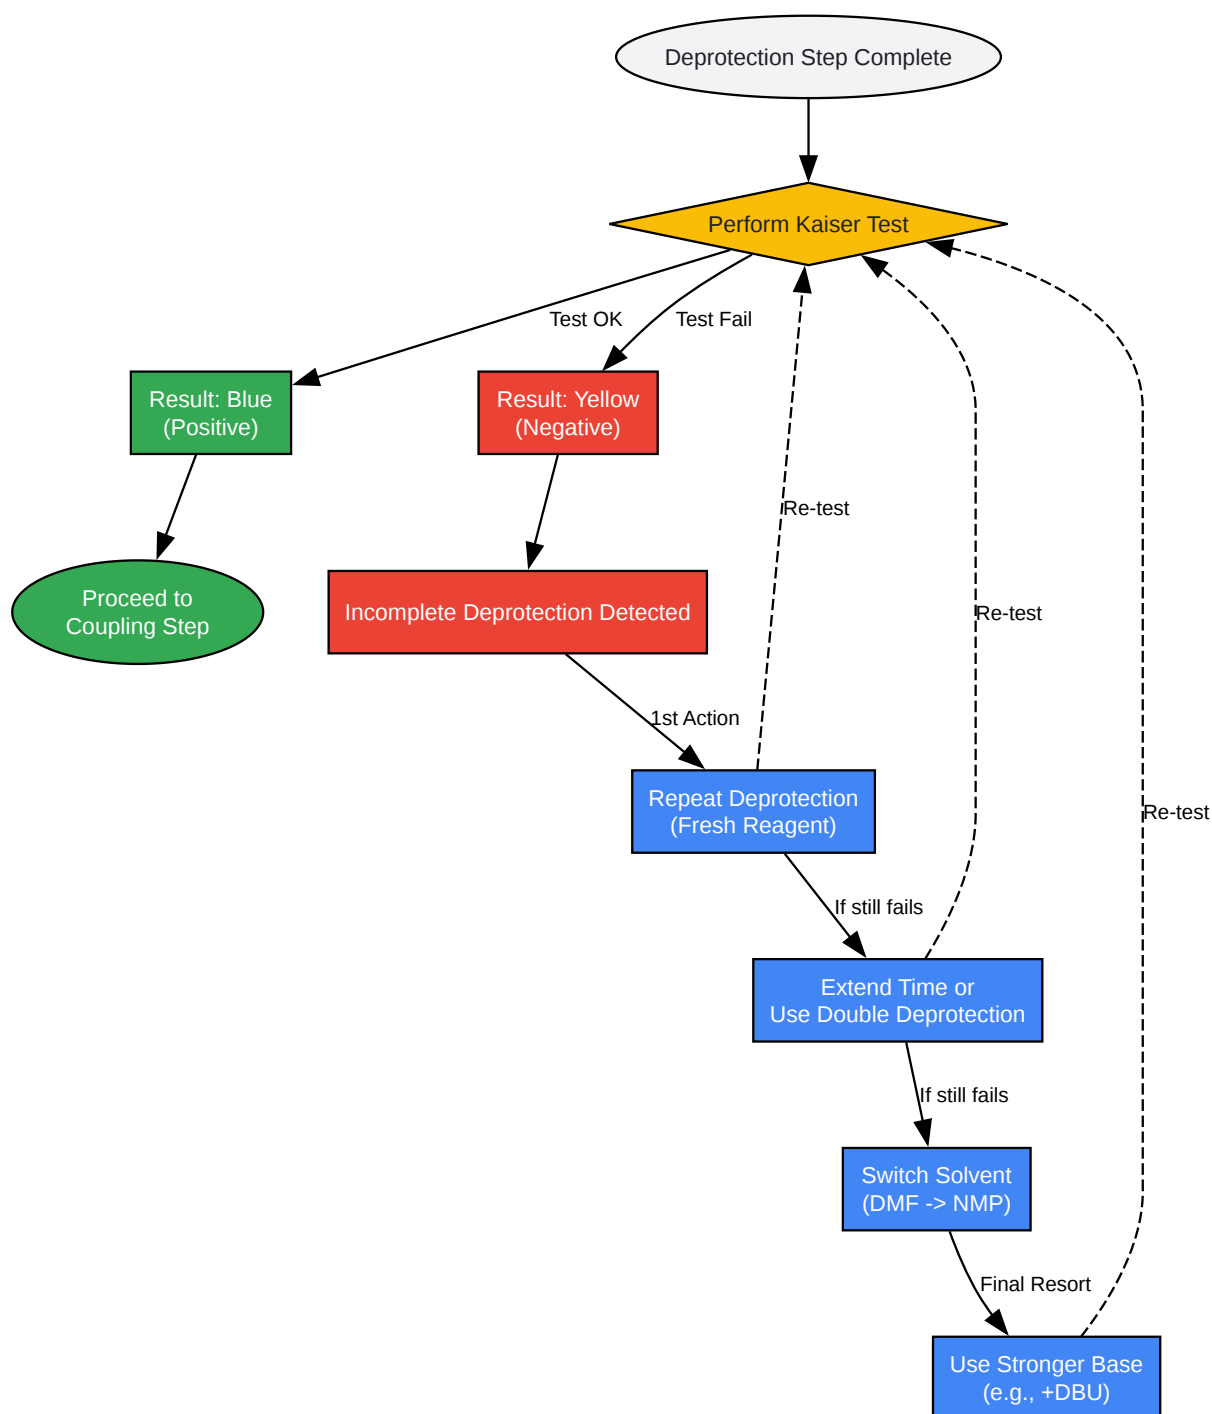 Deprotection Step Complete
Perform Kaiser Test
Test OK
Test Fail
Result: Blue
(Positive)
Result: Yellow
(Negative)
Re-test
Proceed to
Coupling Step
Incomplete Deprotection Detected
Re-test
1st Action
Repeat Deprotection
(Fresh Reagent)
Re-test
If still fails
Extend Time or
Use Double Deprotection
If still fails
Switch Solvent
(DMF -> NMP)
Final Resort
Use Stronger Base
(e.g., +DBU)